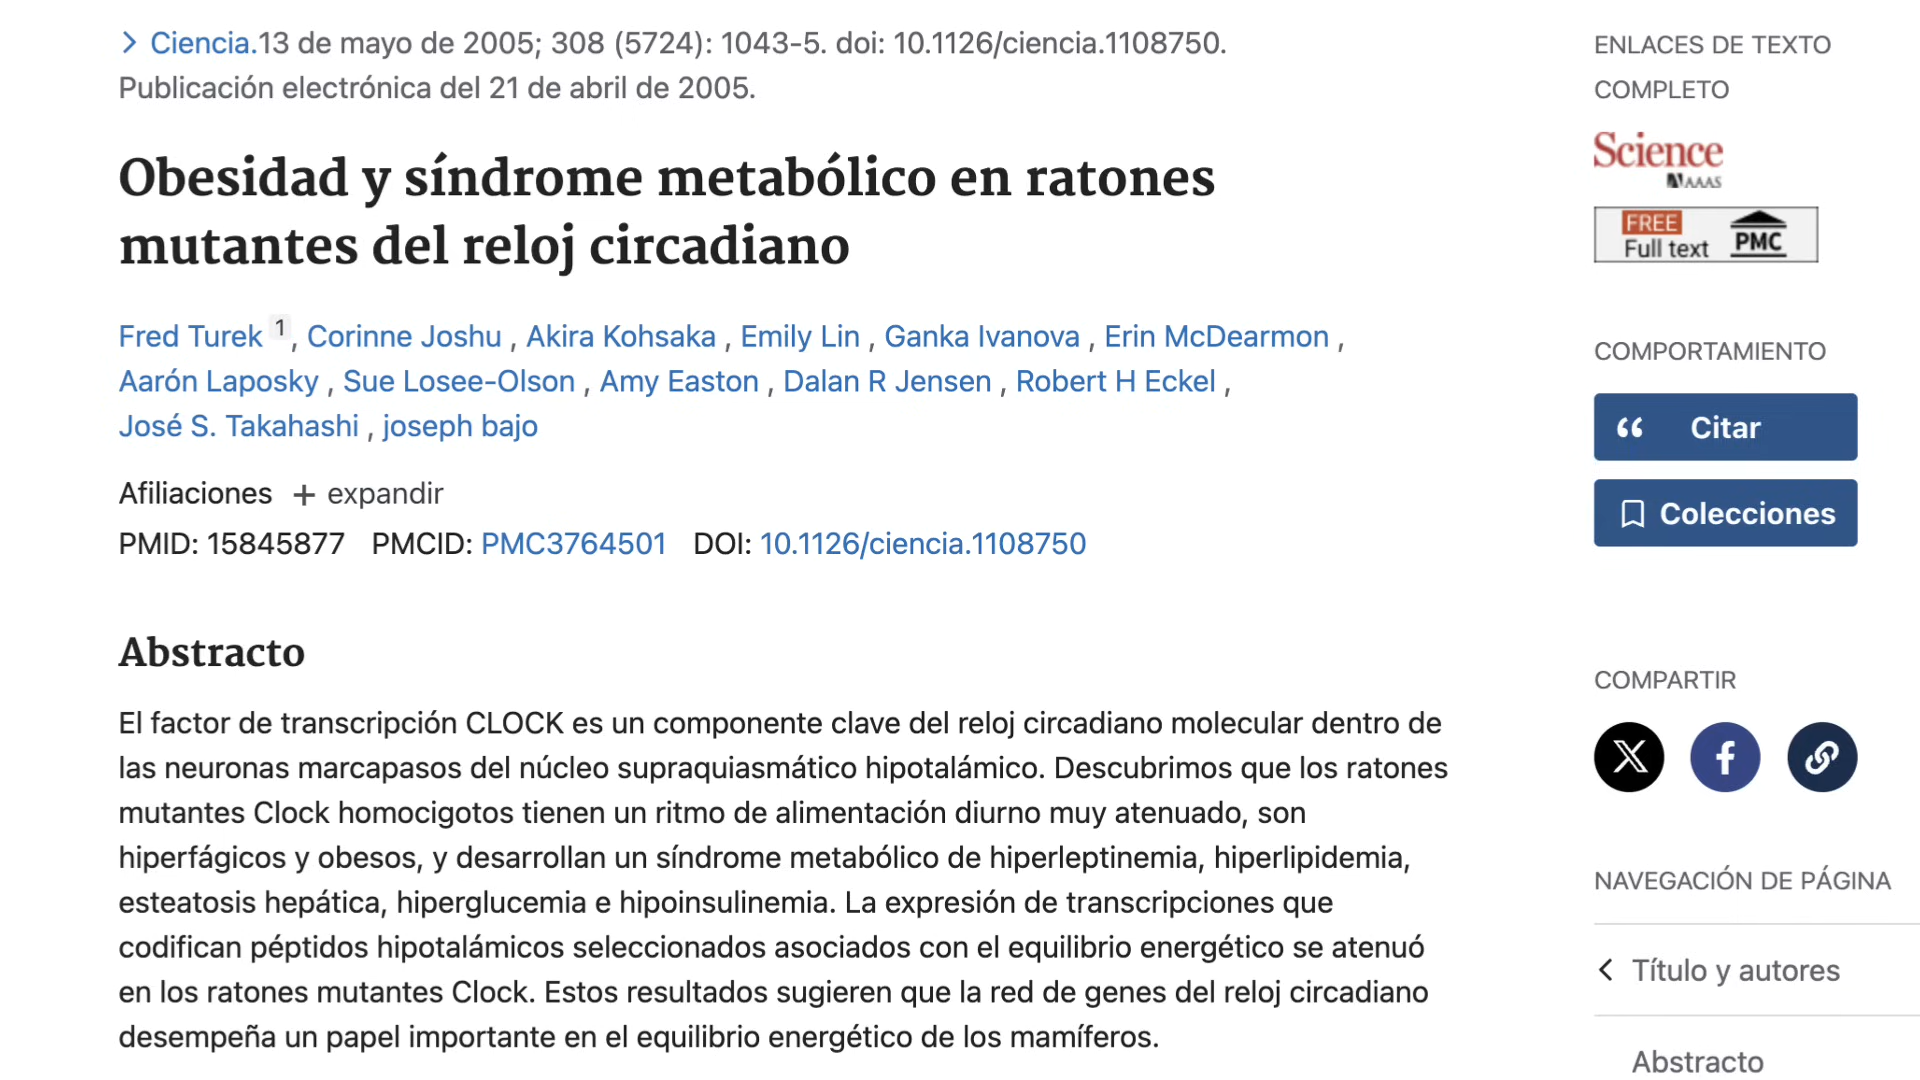 Ciencia.13 de mayo de 2005; 308 (5724): 1043-5. doi: 10.1126/ciencia.1108750.
Publicación electrónica del 21 de abril de 2005.
Obesidad y síndrome metabólico en ratones
mutantes del reloj circadiano
Fred Turek 1, Corinne Joshu , Akira Kohsaka , Emily Lin , Ganka Ivanova , Erin McDearmon ,
Aarón Laposky , Sue Losee-Olson , Amy Easton , Dalan R Jensen , Robert H Eckel ,
José S. Takahashi , joseph bajo
Afiliaciones + expandir
PMID: 15845877 PMCID: PMC3764501 DOI: 10.1126/ciencia.1108750
Abstracto
El factor de transcripción CLOCK es un componente clave del reloj circadiano molecular dentro de
las neuronas marcapasos del núcleo supraquiasmático hipotalámico. Descubrimos que los ratones
mutantes Clock homocigotos tienen un ritmo de alimentación diurno muy atenuado, son
hiperfágicos y obesos, y desarrollan un síndrome metabólico de hiperleptinemia, hiperlipidemia,
esteatosis hepática, hiperglucemia e hipoinsulinemia. La expresión de transcripciones que
codifican péptidos hipotalámicos seleccionados asociados con el equilibrio energético se atenuó
en los ratones mutantes Clock. Estos resultados sugieren que la red de genes del reloj circadiano
desempeña un papel importante en el equilibrio energético de los mamíferos.
ENLACES DE TEXTO
COMPLETO
Science
AAAS
FREE
Full text PMC
COMPORTAMIENTO
Citar
Colecciones
COMPARTIR
NAVEGACIÓN DE PÁGINA
Título y autores
Abstracto